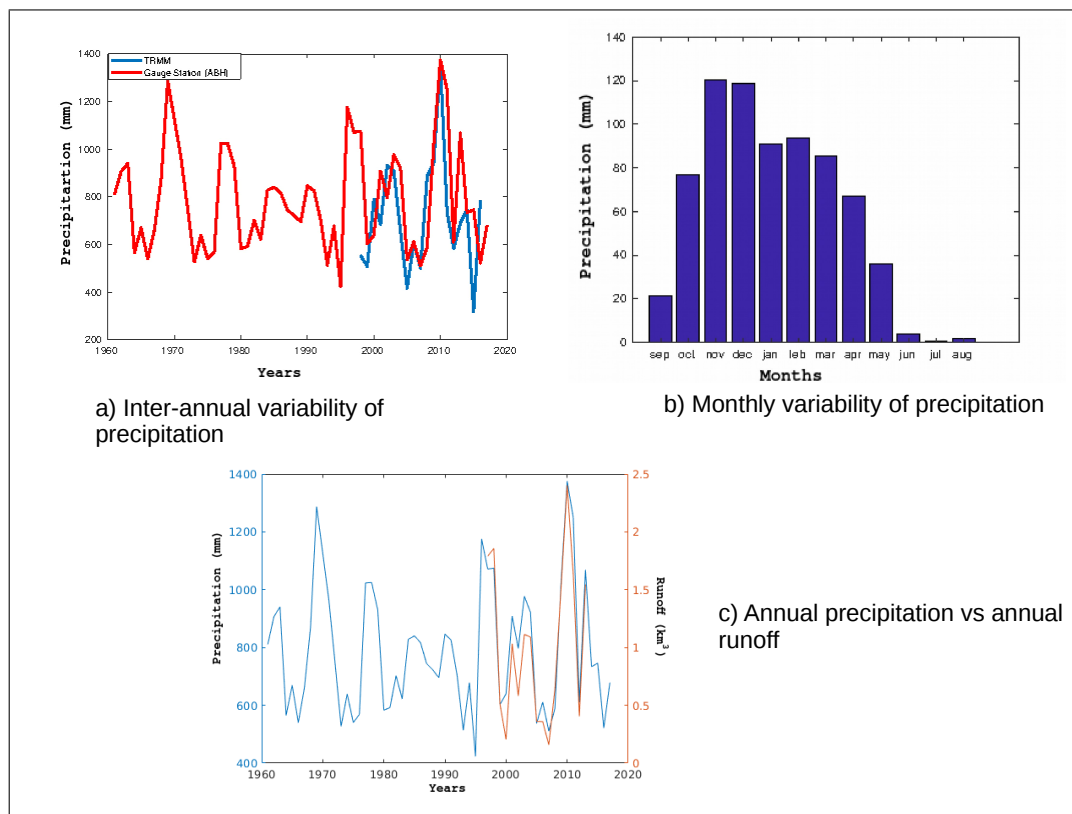 TRMM
Gauge Station (ABH)
1400
1200
1000
800
600
400
200
1960
1970
1980
1990
2000
2010
2020
Precipitartion (mm)
Years
a) Inter-annual variability of
precipitation
140
120
100
80
60
40
20
0
sep oct nov dec jan feb mar apr may jun jul aug
Precipitation (mm)
Months
b) Monthly variability of precipitation
1400
1200
1000
800
600
400
2.5
2
1.5
1
0.5
0
1960 1970 1980 1990 2000 2010 2020
Precipitation (mm)
Runoff (km³)
Years
c) Annual precipitation vs annual
runoff